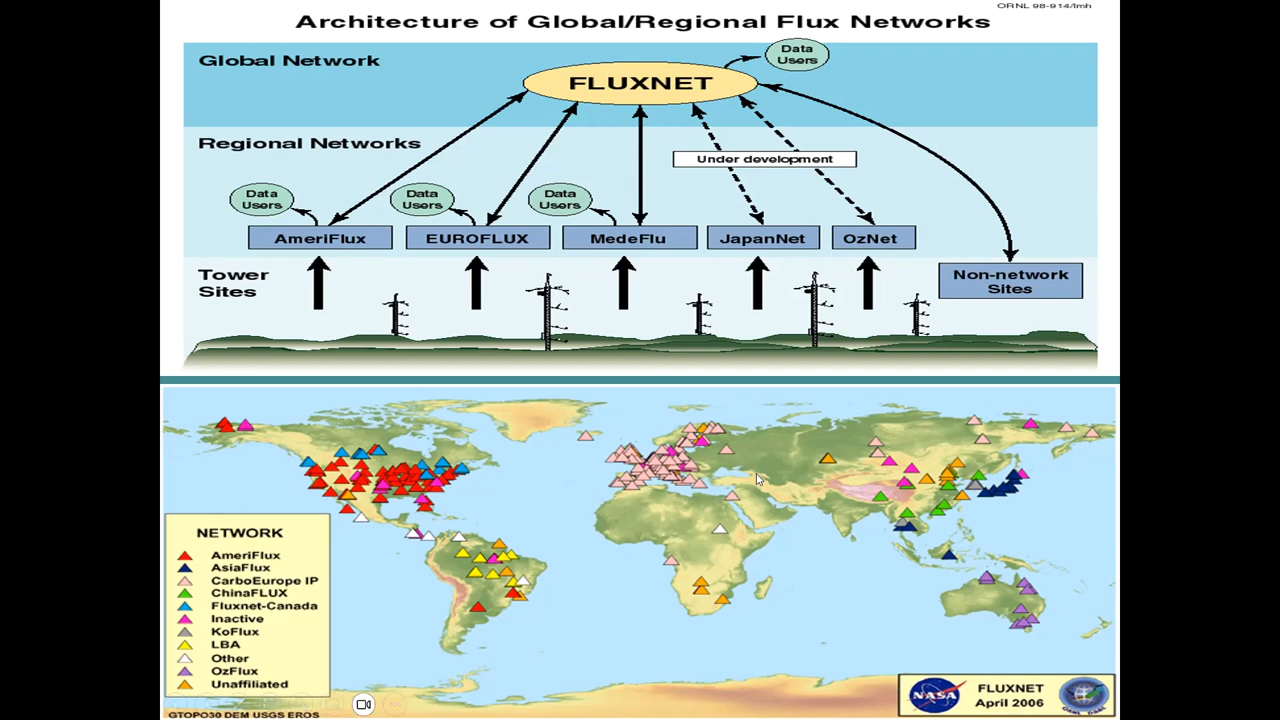 ORNL 98-914/lmh
Architecture of Global/Regional Flux Networks
Global Network
FLUXNET
Data
Users
Regional Networks
Under development
Data
Users
Data
Users
Data
Users
AmeriFlux
EUROFLUX
MedeFlu
JapanNet
OzNet
Tower
Sites
Non-network
Sites
NETWORK
AmeriFlux
AsiaFlux
CarboEurope IP
ChinaFLUX
Fluxnet-Canada
Inactive
KoFlux
LBA
Other
OzFlux
Unaffiliated
GTOPO30 DEM USGS EROS
NASA
FLUXNET
April 2006